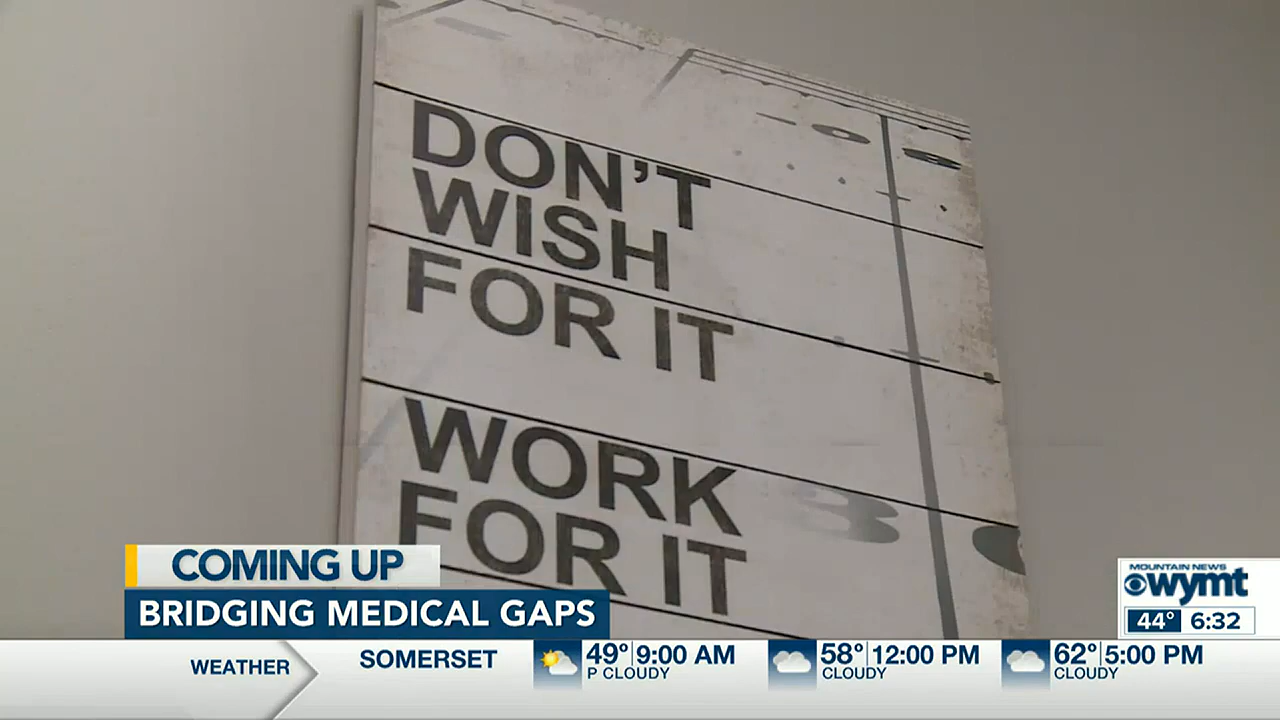 DON'T
WISH
FOR IT
WORK
FOR IT
COMING UP
BRIDGING MEDICAL GAPS
MOUNTAIN NEWS
wymt
44° 6:32
WEATHER
SOMERSET
49° 9:00 AM
P CLOUDY
58° 12:00 PM
CLOUDY
62° 5:00 PM
CLOUDY